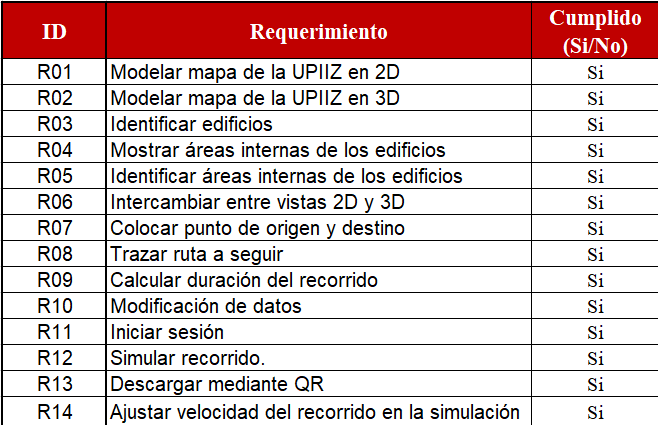 ID Requerimiento Cumplido
(Si/No)
R01 Modelar mapa de la UPIIZ en 2D Si
R02 Modelar mapa de la UPIIZ en 3D Si
R03 Identificar edificios Si
R04 Mostrar áreas internas de los edificios Si
R05 Identificar áreas internas de los edificios Si
R06 Intercambiar entre vistas 2D y 3D Si
R07 Colocar punto de origen y destino Si
R08 Trazar ruta a seguir Si
R09 Calcular duración del recorrido Si
R10 Modificación de datos Si
R11 Iniciar sesión Si
R12 Simular recorrido. Si
R13 Descargar mediante QR Si
R14 Ajustar velocidad del recorrido en la simulación Si